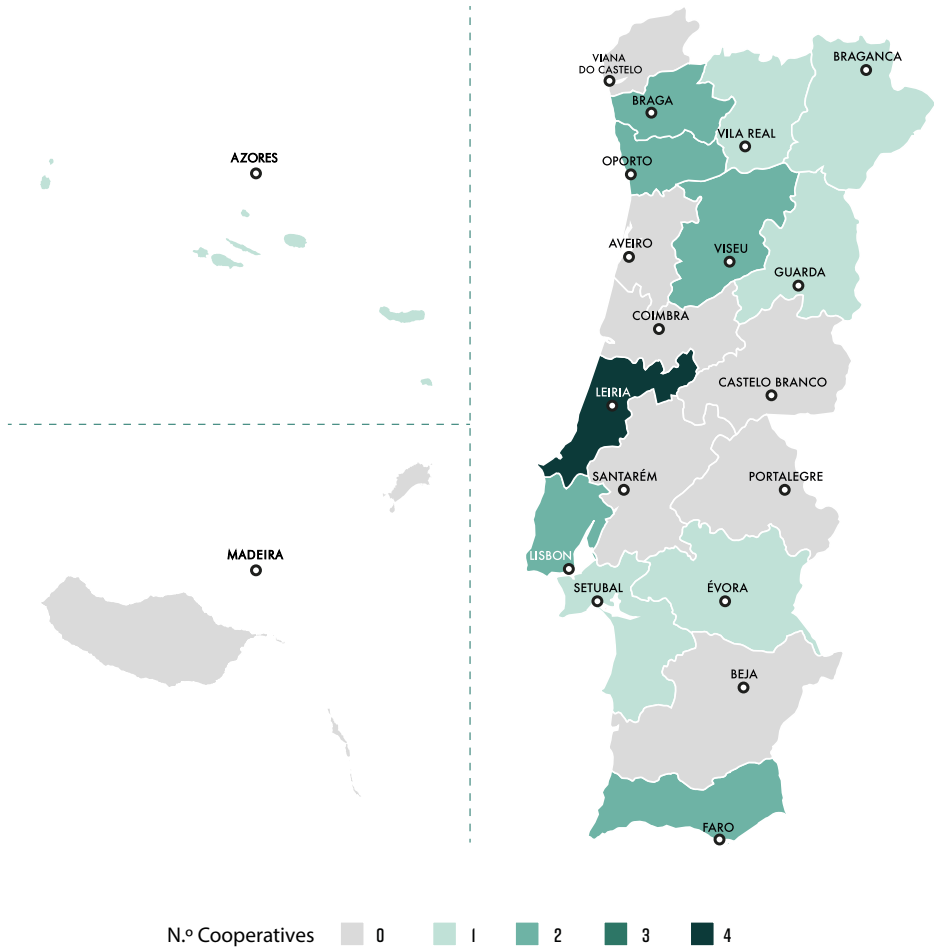 VIANA
DO CASTELO
BRAGANCA
BRAGA
VILA REAL
AZORES
OPORTO
AVEIRO
VISEU
GUARDA
COIMBRA
CASTELO BRANCO
LEIRIA
SANTARÉM
PORTALEGRE
MADEIRA
LISBON
SETUBAL
ÉVORA
BEJA
FARO
N.º Cooperatives 0 1 2 3 4